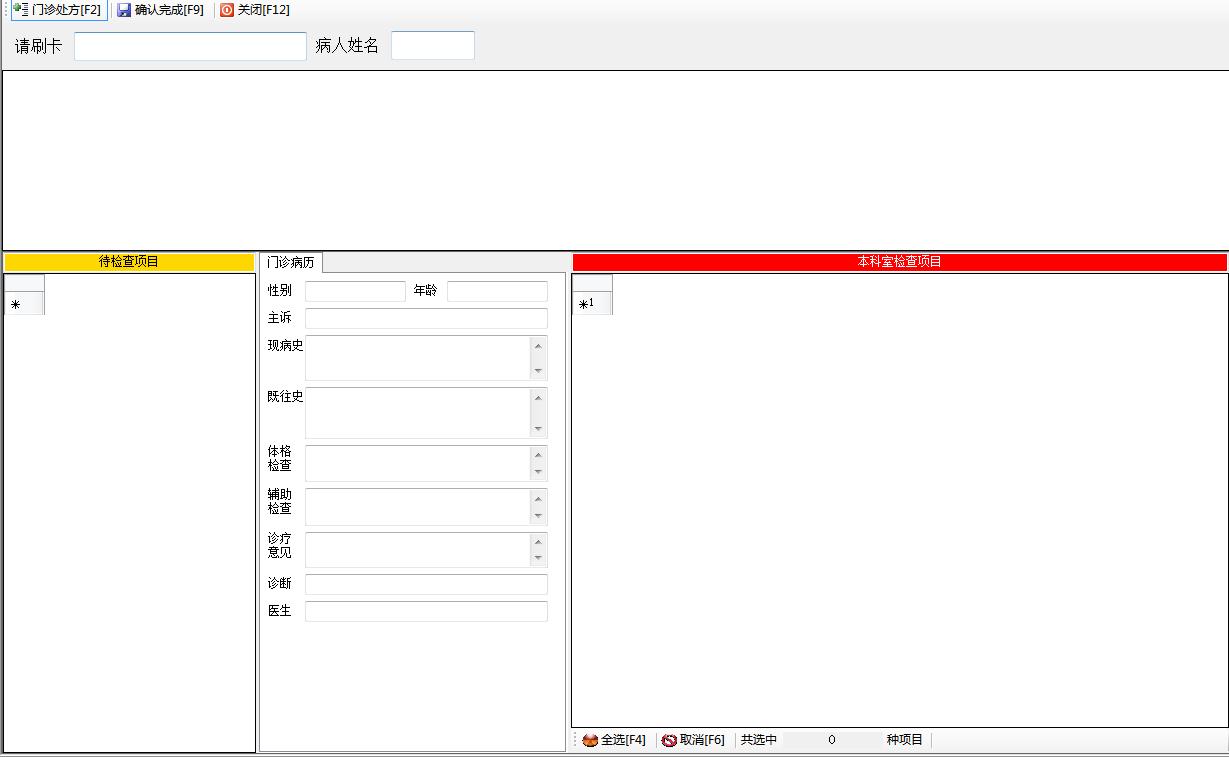 门诊处方[F2] 确认完成[F9] 关闭[F12]
请刷卡 病人姓名
待检查项目 门诊病历 本科室检查项目
* *1
性别 年龄
主诉
现病史
既往史
体格
检查
辅助
检查
诊疗
意见
诊断
医生
全选[F4] 取消[F6] 共选中 0 种项目